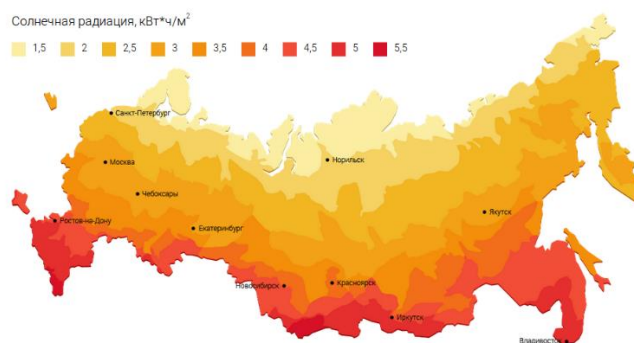 Солнечная радиация, кВт*ч/м²
1,5 2 2,5 3 3,5 4 4,5 5 5,5
Санкт-Петербург
Москва
Норильск
Чебоксары
Якутск
Ростов-на-Дону
Екатеринбург
Новосибирск
Красноярск
Иркутск
Владивосток